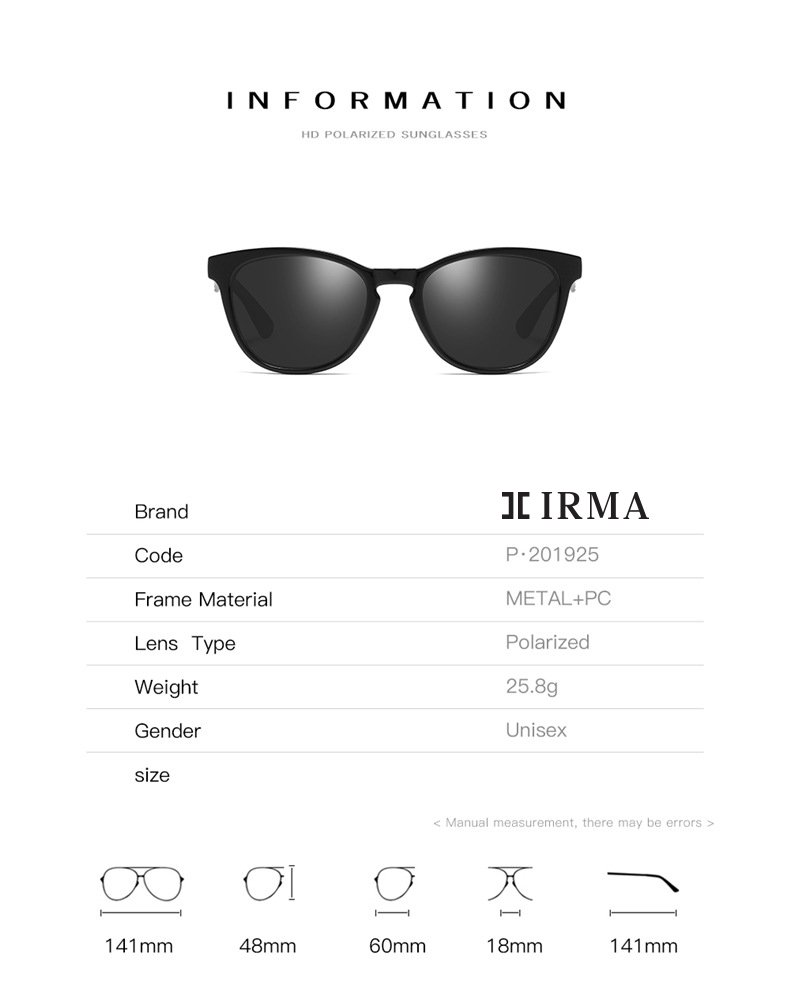 INFORMATION
HD POLARIZED SUNGLASSES
Brand IRMA
Code P·201925
Frame Material METAL+PC
Lens Type Polarized
Weight 25.8g
Gender Unisex
size
< Manual measurement, there may be errors >
141mm 48mm 60mm 18mm 141mm